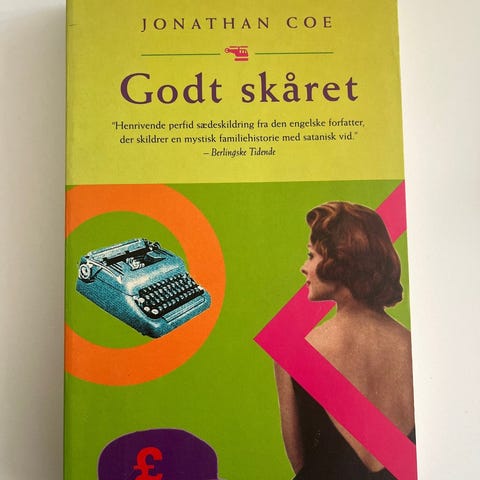 JONATHAN COE
Godt skåret
"Henrivende perfid sædeskildring fra den engelske forfatter,
der skildrer en mystisk familiehistorie med satanisk vid."
– Berlingske Tidende
£